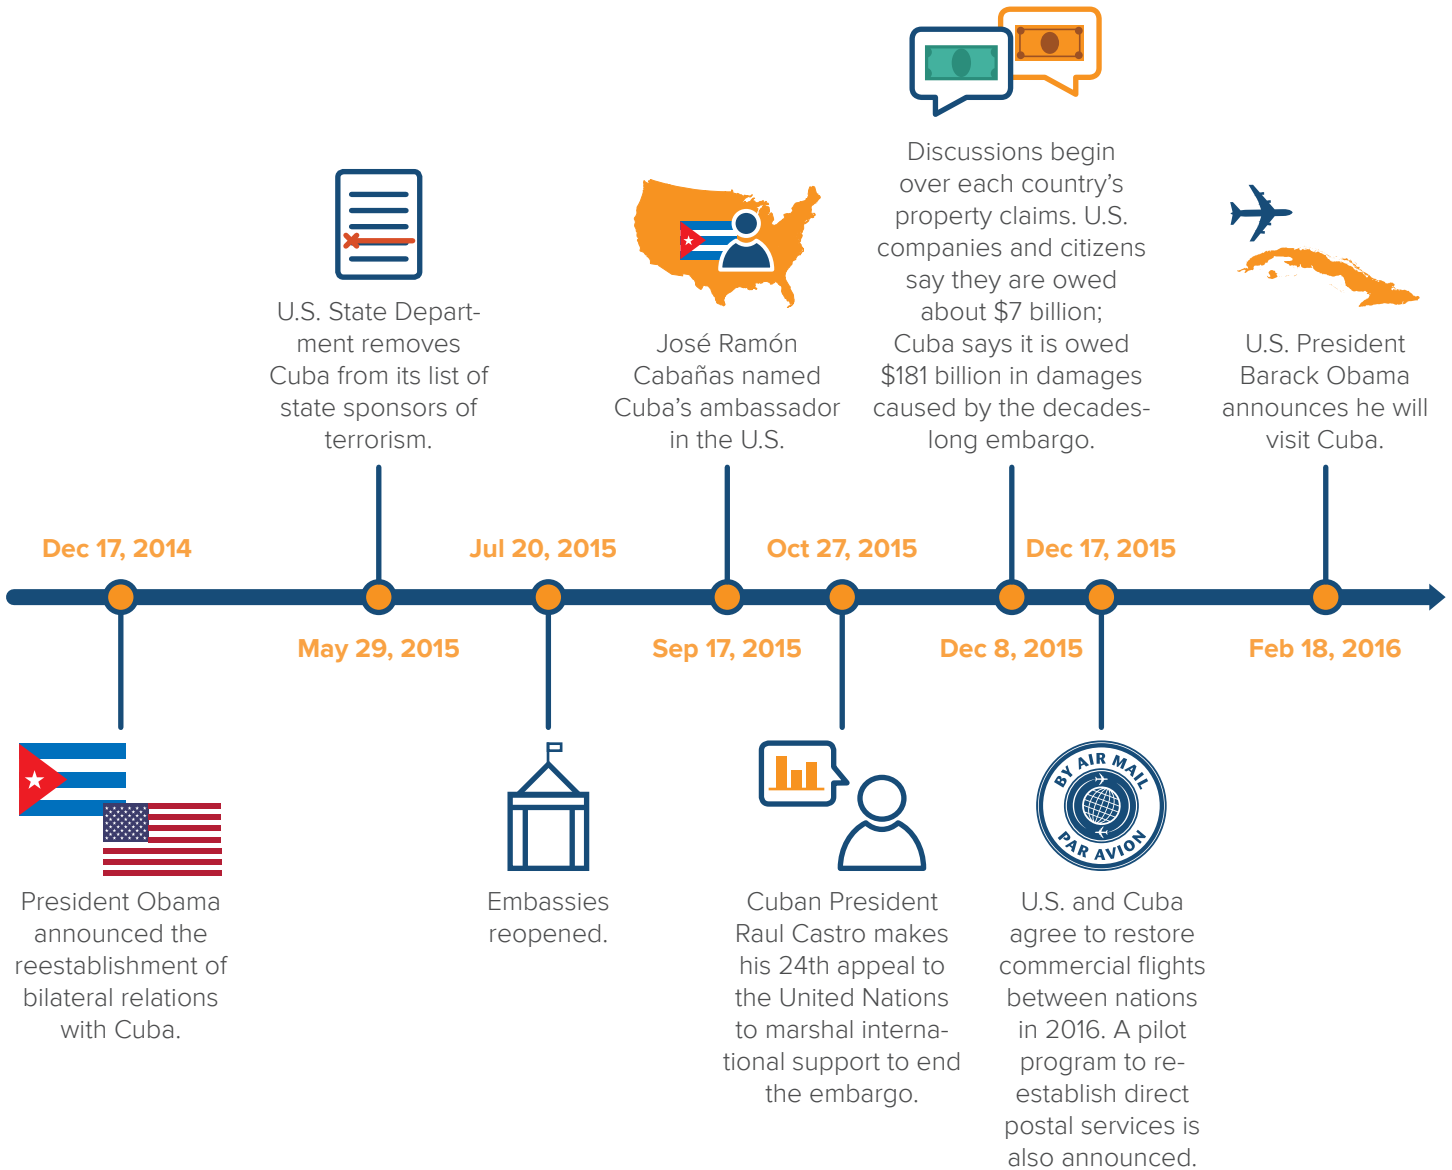 Discussions begin
over each country's
property claims. U.S.
companies and citizens
say they are owed
about $7 billion;
Cuba says it is owed
$181 billion in damages
caused by the decades-
long embargo.
U.S. State Depart-
ment removes
Cuba from its list of
state sponsors of
terrorism.
José Ramón
Cabañas named
Cuba's ambassador
in the U.S.
U.S. President
Barack Obama
announces he will
visit Cuba.
Dec 17, 2014
Jul 20, 2015
Oct 27, 2015
Dec 17, 2015
May 29, 2015
Sep 17, 2015
Dec 8, 2015
Feb 18, 2016
President Obama
announced the
reestablishment of
bilateral relations
with Cuba.
Embassies
reopened.
Cuban President
Raul Castro makes
his 24th appeal to
the United Nations
to marshal interna-
tional support to end
the embargo.
BY AIR MAIL
PAR AVION
U.S. and Cuba
agree to restore
commercial flights
between nations
in 2016. A pilot
program to re-
establish direct
postal services is
also announced.